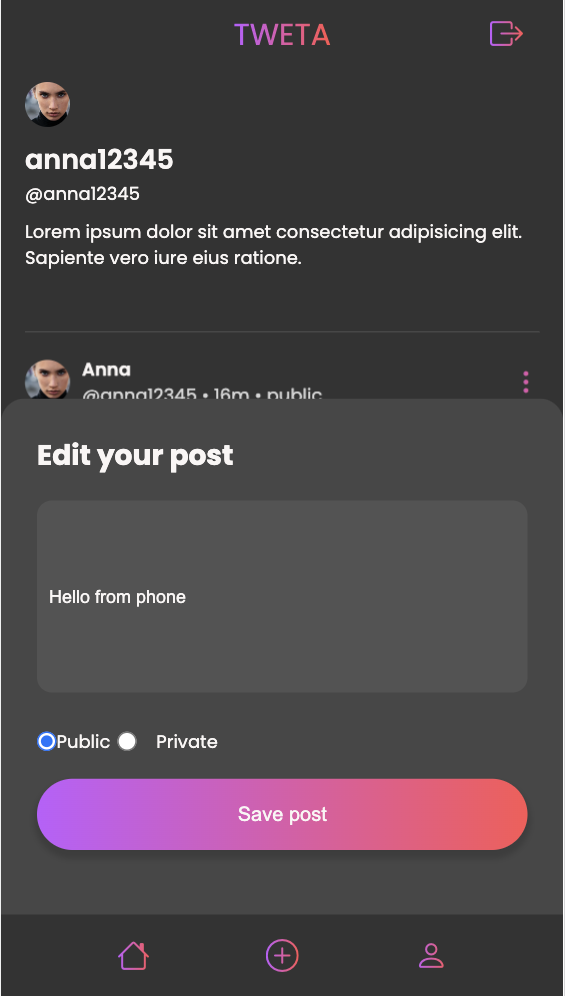 TWETA
anna12345
@anna12345
Lorem ipsum dolor sit amet consectetur adipisicing elit.
Sapiente vero iure eius ratione.
Anna
@anna12345 • 16m • public
Edit your post
Hello from phone
Public Private
Save post